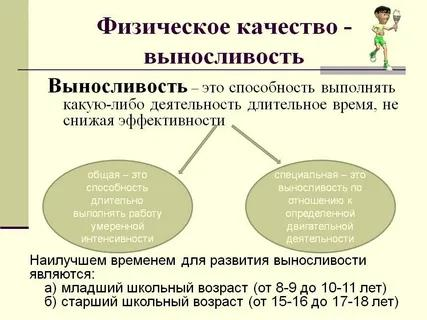 Физическое качество -
выносливость
Выносливость – это способность выполнять
какую-либо деятельность длительное время, не
снижая эффективности
общая – это
способность
длительно
выполнять работу
умеренной
интенсивности
специальная – это
выносливость по
отношению к
определенной
двигательной
деятельности
Наилучшем временем для развития выносливости
являются:
а) младший школьный возраст (от 8-9 до 10-11 лет)
б) старший школьный возраст (от 15-16 до 17-18 лет)